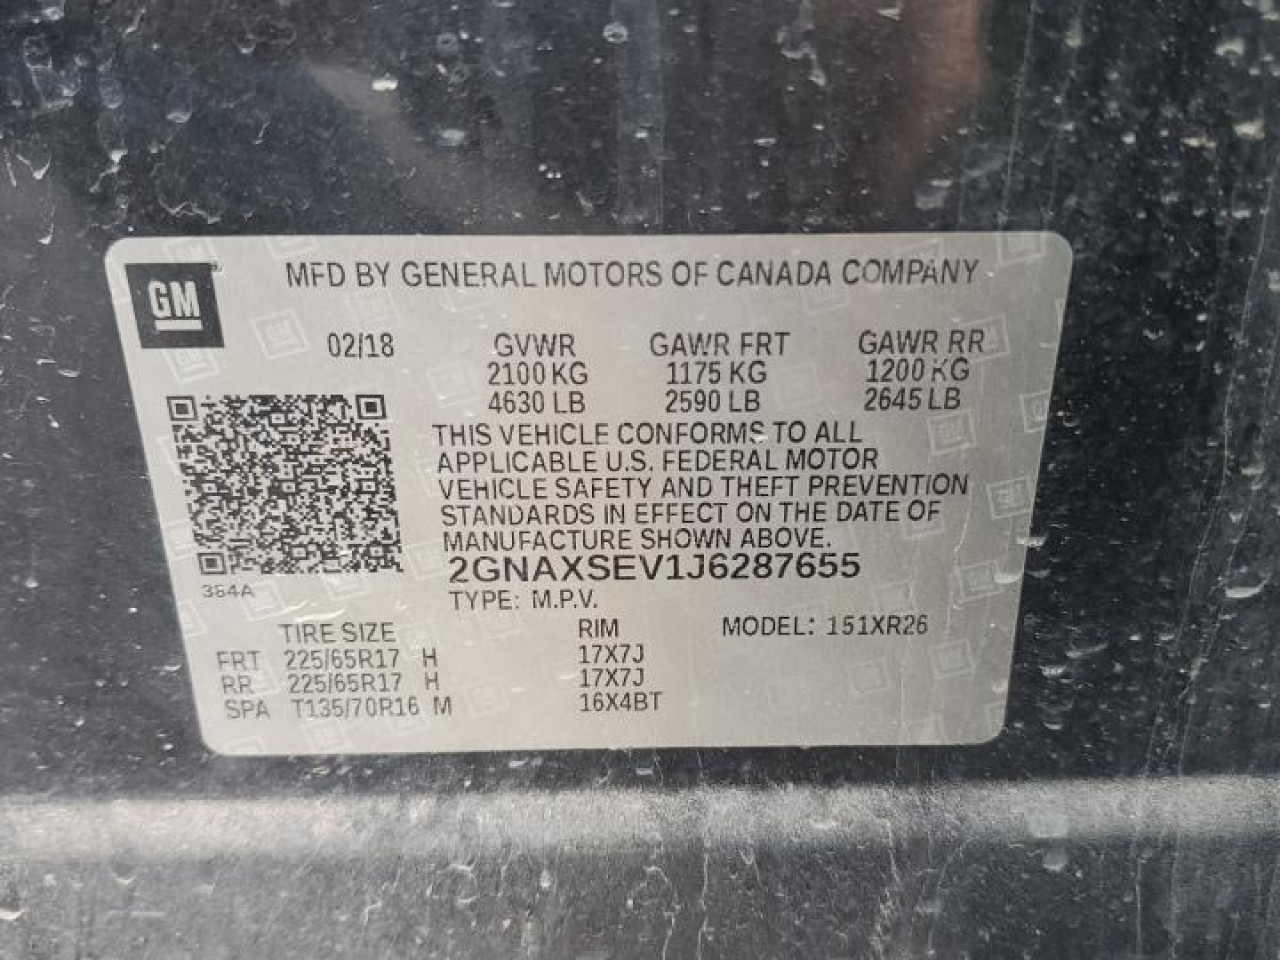 GM
MFD BY GENERAL MOTORS OF CANADA COMPANY
02/18 GVWR GAWR FRT GAWR RR
2100 KG 1175 KG 1200 KG
4630 LB 2590 LB 2645 LB
THIS VEHICLE CONFORMS TO ALL
APPLICABLE U.S. FEDERAL MOTOR
VEHICLE SAFETY AND THEFT PREVENTION
STANDARDS IN EFFECT ON THE DATE OF
MANUFACTURE SHOWN ABOVE.
2GNAXSEV1J6287655
384A
TYPE: M.P.V.
TIRE SIZE RIM MODEL: 151XR26
FRT 225/65R17 H 17X7J
RR 225/65R17 H 17X7J
SPA T135/70R16 M 16X4BT